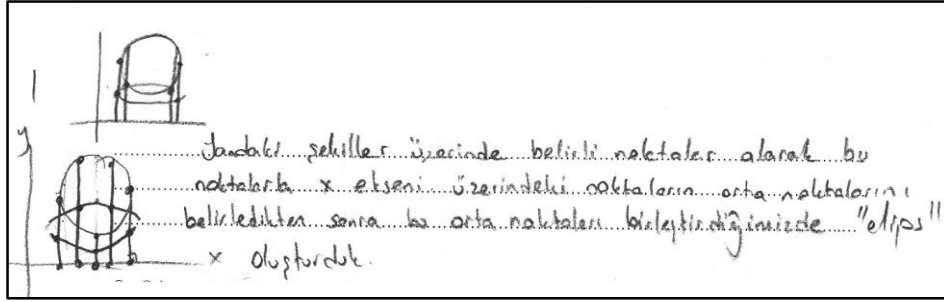 y
Yandaki şekiller üzerinde belirli noktalar alarak bu
noktalarla x ekseni üzerindeki noktaların orta noktalarını
belirledikten sonra bu orta noktaları birleştirdiğimizde "elips"
x oluşturduk.